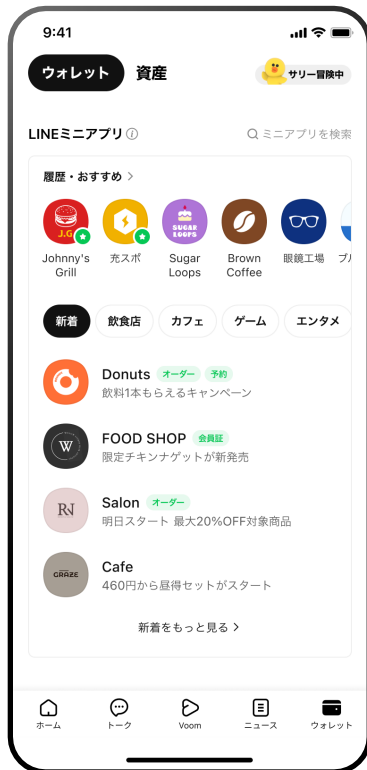 9:41
ウォレット 資産 サリー冒険中
LINEミニアプリ ミニアプリを検索
履歴・おすすめ
J.G
SUGAR
LOOPS
Johnny's
Grill
充スポ
Sugar
Loops
Brown
Coffee
眼鏡工場
新着 飲食店 カフェ ゲーム エンタメ
Donuts オーダー 予約
飲料1本もらえるキャンペーン
W
FOOD SHOP 会員証
限定チキンナゲットが新発売
RN
Salon オーダー
明日スタート 最大20%OFF対象商品
GRAZE
Cafe
460円から昼得セットがスタート
新着をもっと見る
ホーム トーク Voom ニュース ウォレット